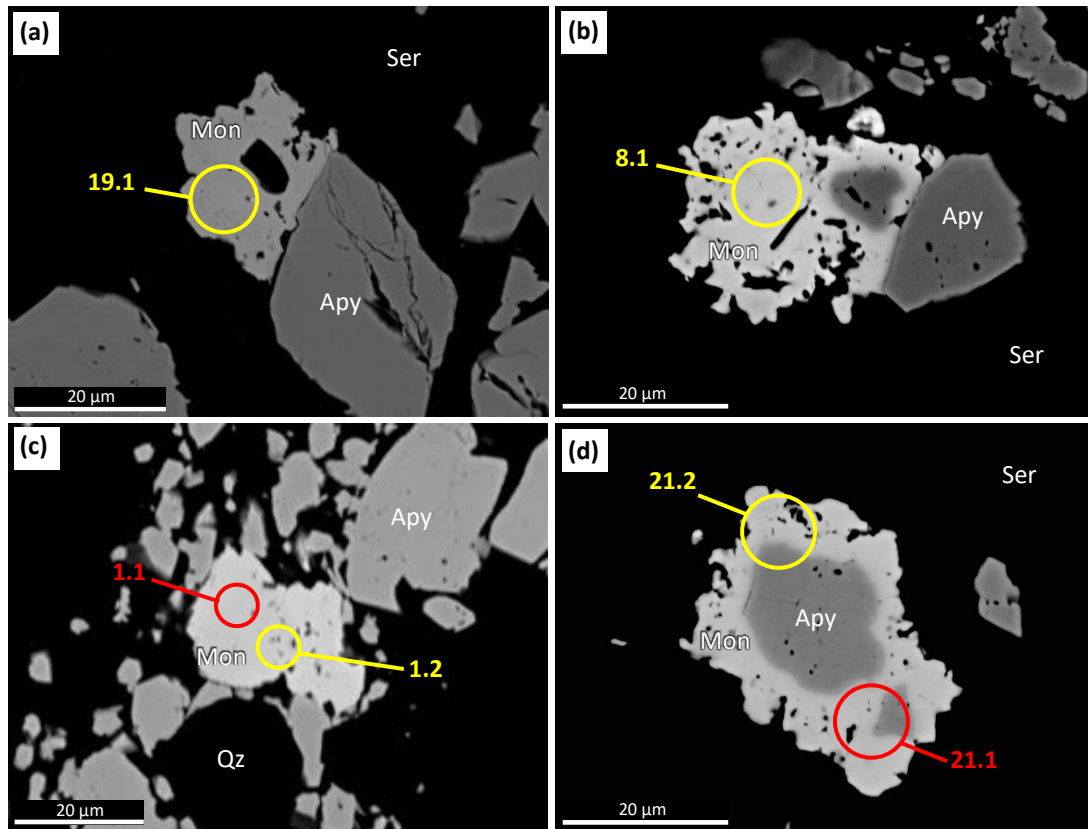 (a)
Ser
Mon
19.1
Apy
20 µm
(b)
8.1
Apy
Mon
Ser
20 µm
(c)
Apy
1.1
Mon
1.2
Qz
20 µm
(d)
21.2
Ser
Apy
Mon
21.1
20 µm